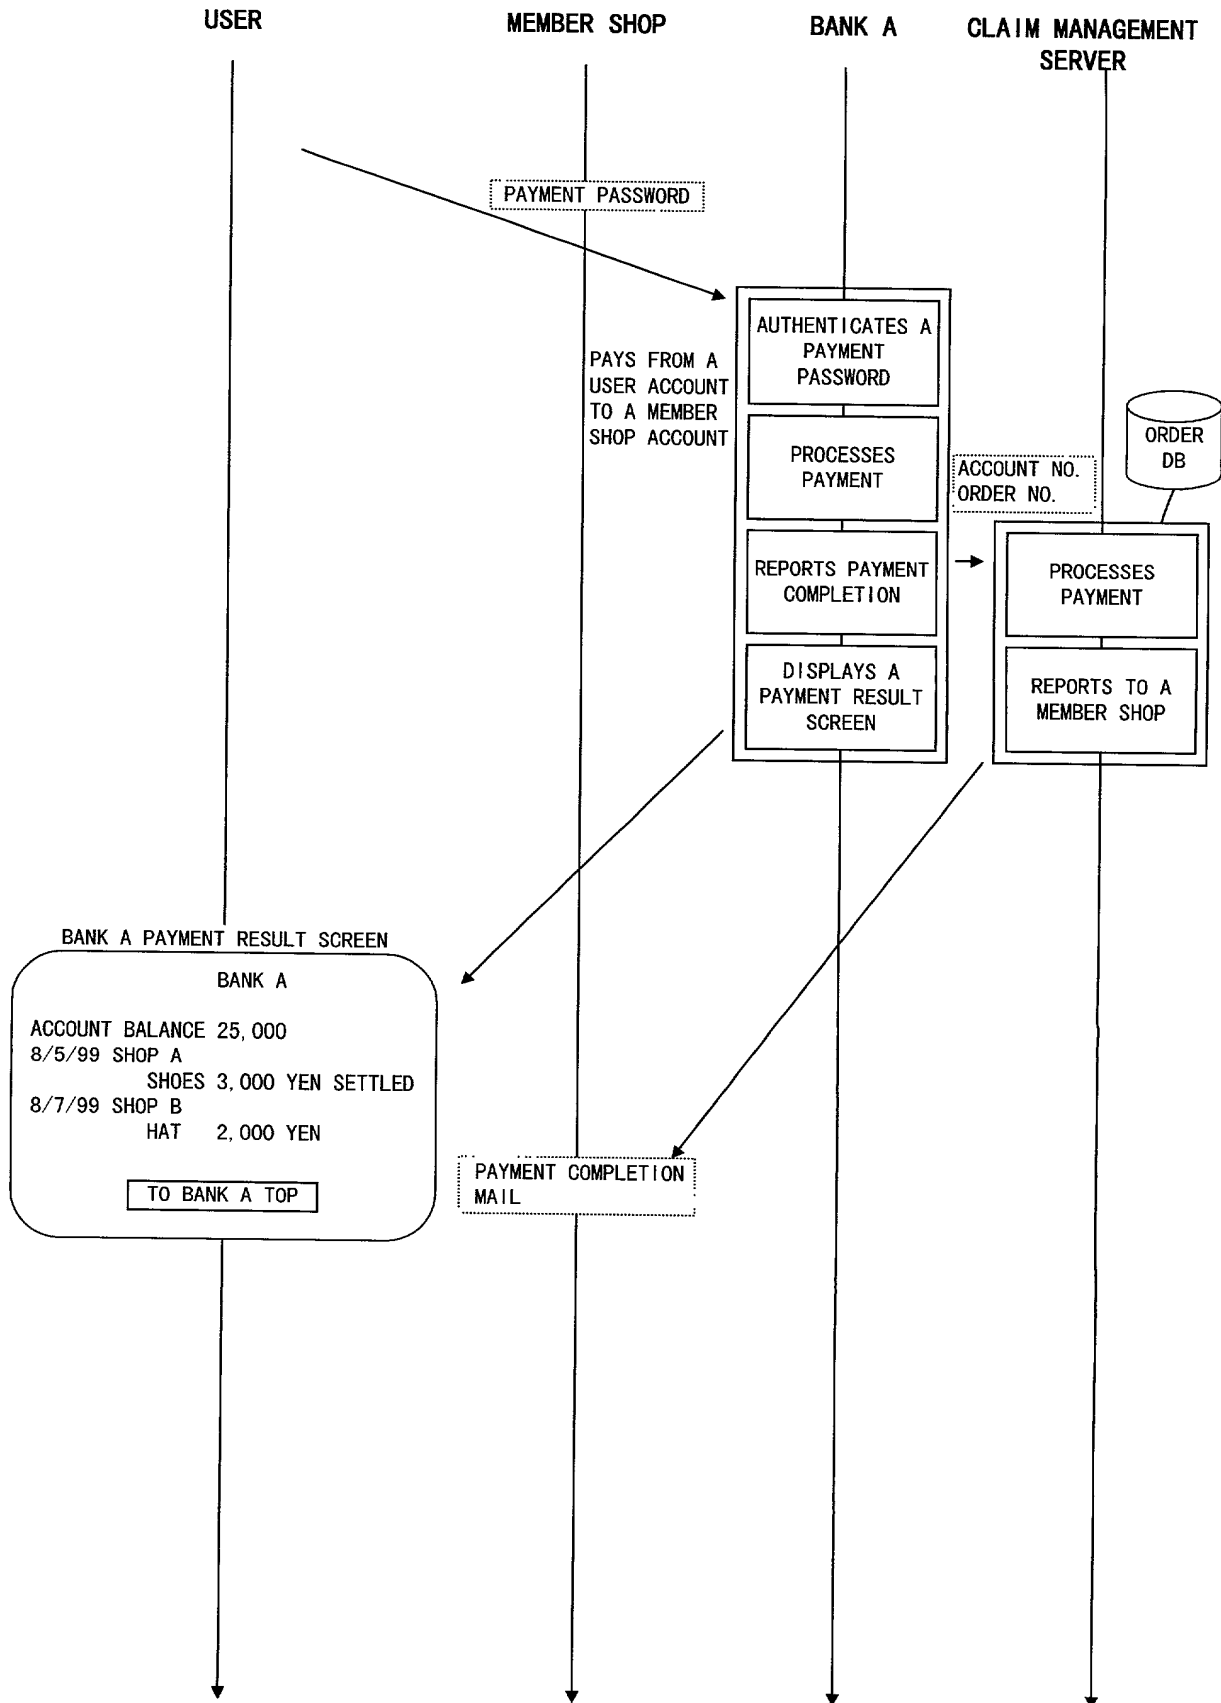 USER
MEMBER SHOP
BANK A
CLAIM MANAGEMENT
SERVER
PAYMENT PASSWORD
AUTHENTICATES A
PAYMENT
PASSWORD
PAYS FROM A
USER ACCOUNT
TO A MEMBER
SHOP ACCOUNT
PROCESSES
PAYMENT
ACCOUNT NO.
ORDER NO.
ORDER
DB
REPORTS PAYMENT
COMPLETION
PROCESSES
PAYMENT
DISPLAYS A
PAYMENT RESULT
SCREEN
REPORTS TO A
MEMBER SHOP
BANK A PAYMENT RESULT SCREEN
BANK A
ACCOUNT BALANCE 25,000
8/5/99 SHOP A
SHOES 3,000 YEN SETTLED
8/7/99 SHOP B
HAT 2,000 YEN
TO BANK A TOP
PAYMENT COMPLETION
MAIL